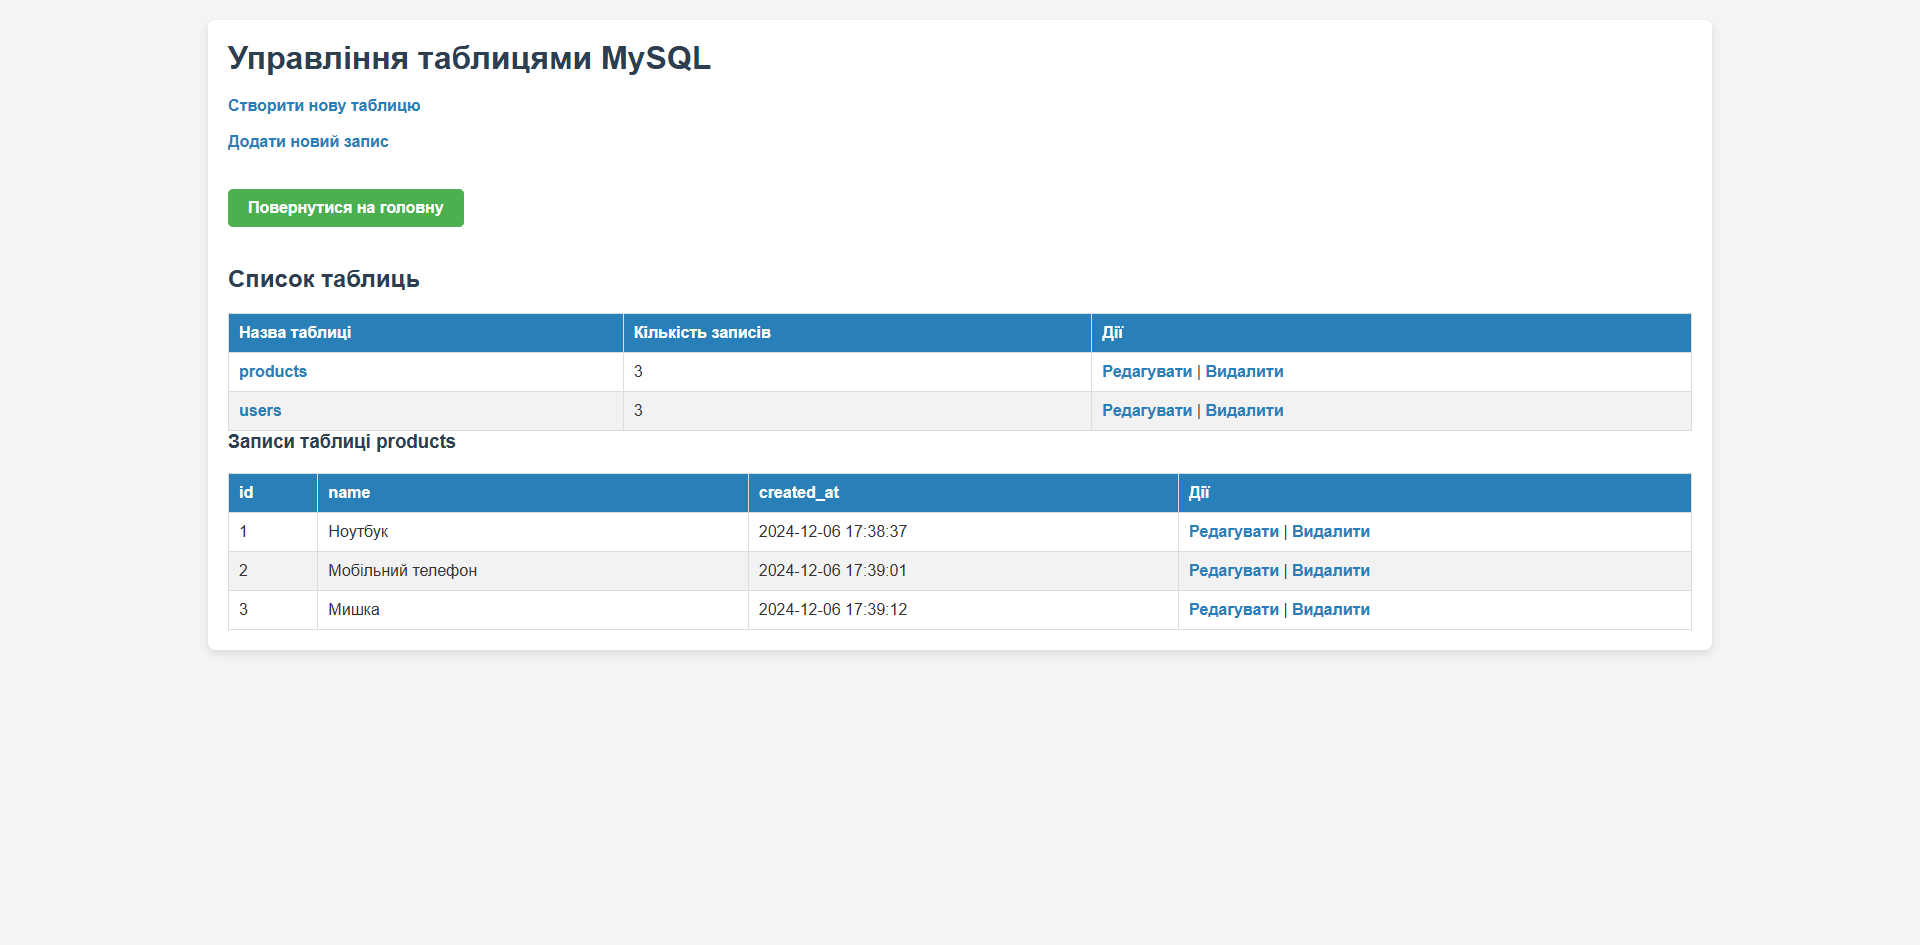 Управління таблицями MySQL
Створити нову таблицю
Додати новий запис
Повернутися на головну
Список таблиць
Назва таблиці Кількість записів Дії
products 3 Редагувати | Видалити
users 3 Редагувати | Видалити
Записи таблиці products
id name created_at Дії
1 Ноутбук 2024-12-06 17:38:37 Редагувати | Видалити
2 Мобільний телефон 2024-12-06 17:39:01 Редагувати | Видалити
3 Мишка 2024-12-06 17:39:12 Редагувати | Видалити